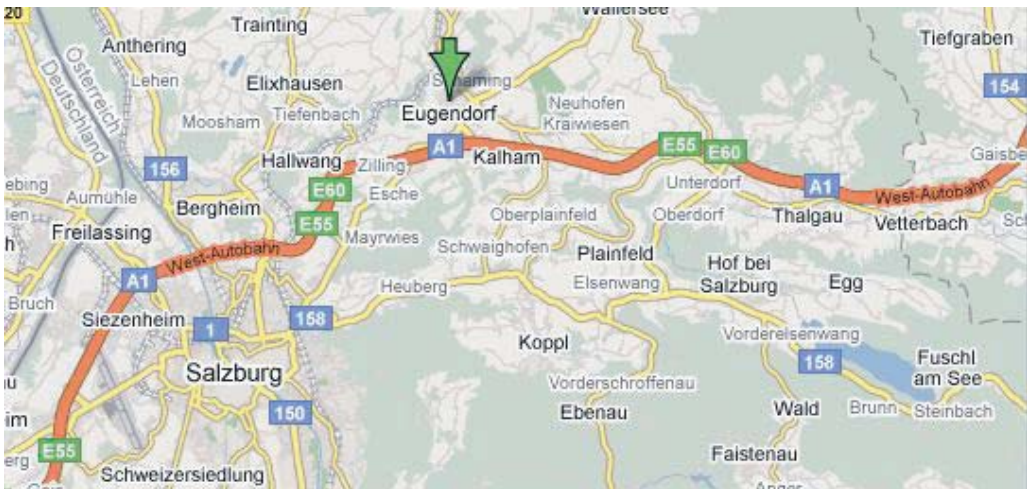 20
Trainting
Wallersee
Anthering
Tiefgraben
Österreich
Deutschland
Lehen
Elixhausen
154
Moosham
Tiefenbach
Eugendorf
Neuhofen
Kraiwiesen
156
Hallwang
Zilling
A1
Kalham
E55
E60
Aumühle
E60
Esche
Unterdorf
A1
West-Autobahn
Bergheim
E55
Oberplainfeld
Oberdorf
Thalgau
Vetterbach
Freilassing
Mayrwies
Schwaighofen
Plainfeld
West-Autobahn
A1
Heuberg
Elsenwang
Hof bei
Salzburg
Egg
Bruch
Siezenheim
1
158
Koppl
Vordereisenwang
158
Fuschl
am See
Salzburg
Vorderschroffenau
150
Ebenau
Wald
Brunn
Steinbach
E55
Faistenau
Schweizersiedlung